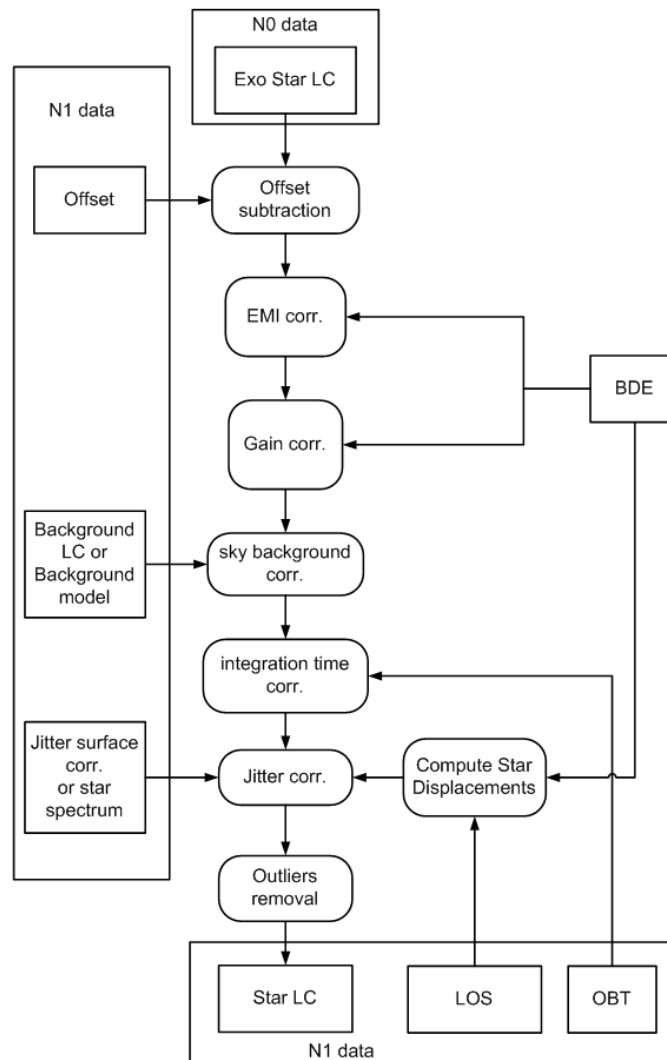 N0 data
Exo Star LC
N1 data
Offset
Offset
subtraction
EMI corr.
BDE
Gain corr.
Background
LC or
Background
model
sky background
corr.
integration time
corr.
Jitter surface
corr.
or star
spectrum
Jitter corr.
Compute Star
Displacements
Outliers
removal
Star LC
LOS
OBT
N1 data